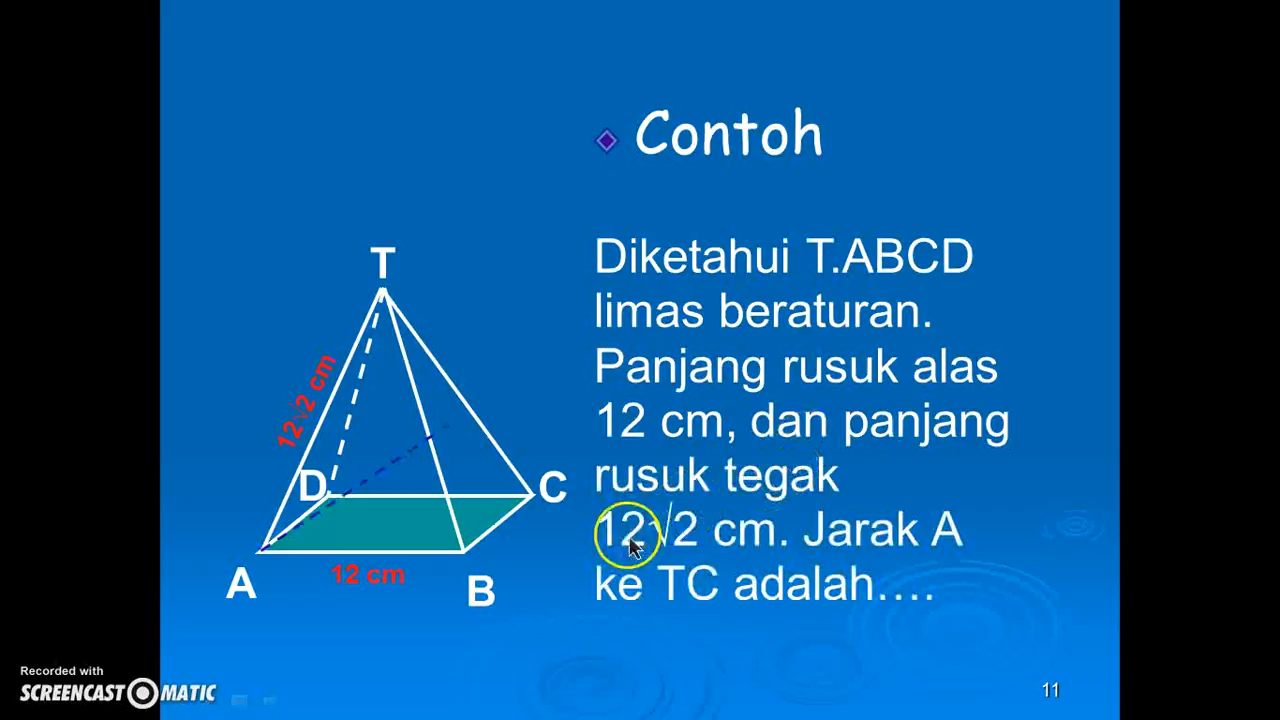 Contoh
T
Diketahui T.ABCD
limas beraturan.
Panjang rusuk alas
12 cm, dan panjang
rusuk tegak
12√2 cm. Jarak A
ke TC adalah....
12√2 cm
D
C
A
12 cm
B
Recorded with
SCREENCAST MATIC
11